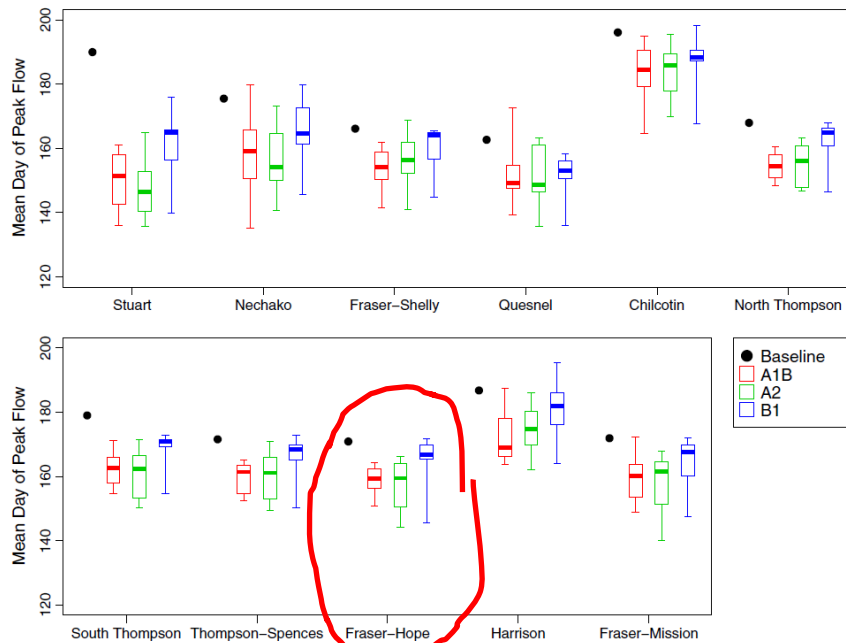 Mean Day of Peak Flow
200
180
160
140
120
Stuart Nechako Fraser−Shelly Quesnel Chilcotin North Thompson
Mean Day of Peak Flow
200
180
160
140
120
South Thompson Thompson−Spences Fraser−Hope Harrison Fraser−Mission
Baseline
A1B
A2
B1